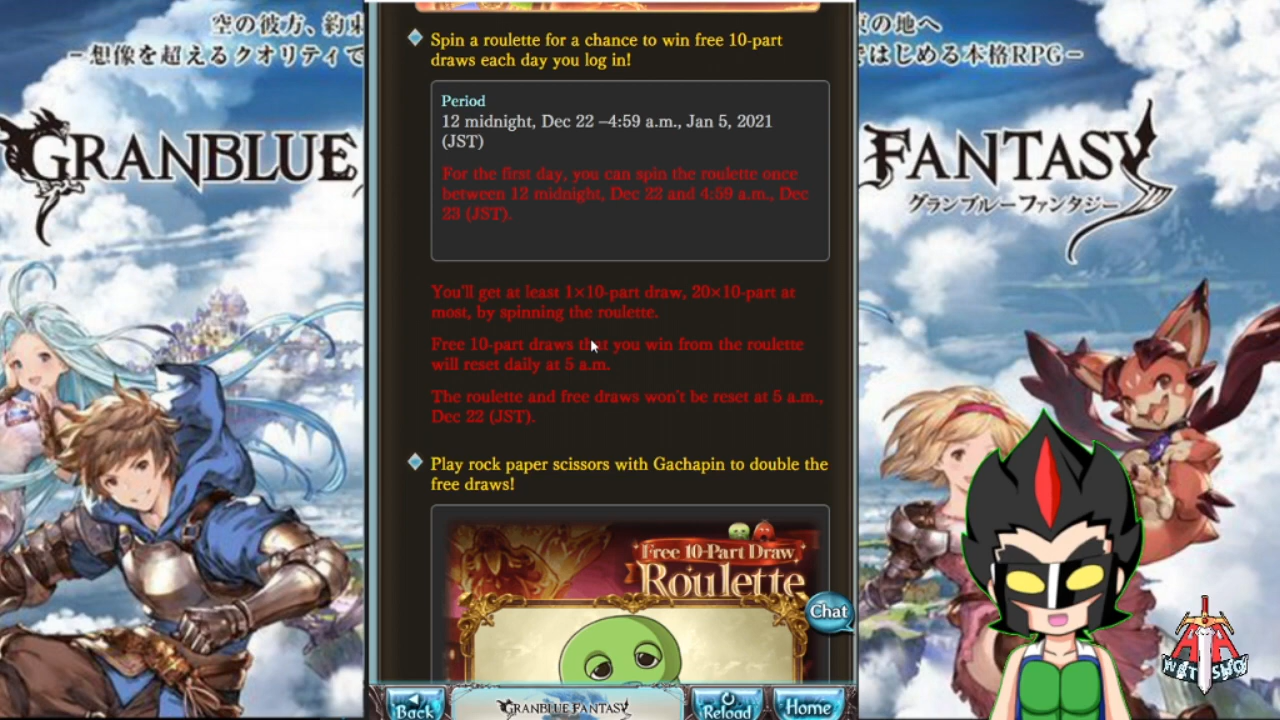 空の彼方、約束の地へ
－想像を超えるクオリティで
ではじめる本格RPG－
GRANBLUE FANTASY
グランブルーファンタジー
Spin a roulette for a chance to win free 10-part
draws each day you log in!
Period
12 midnight, Dec 22 –4:59 a.m., Jan 5, 2021
(JST)
For the first day, you can spin the roulette once
between 12 midnight, Dec 22 and 4:59 a.m., Dec
23 (JST).
You'll get at least 1×10-part draw, 20×10-part at
most, by spinning the roulette.
Free 10-part draws that you win from the roulette
will reset daily at 5 a.m.
The roulette and free draws won't be reset at 5 a.m.,
Dec 22 (JST).
Play rock paper scissors with Gachapin to double the
free draws!
Free 10-Part Draw
Roulette
Chat
Back
GRANBLUE FANTASY
Reload
Home